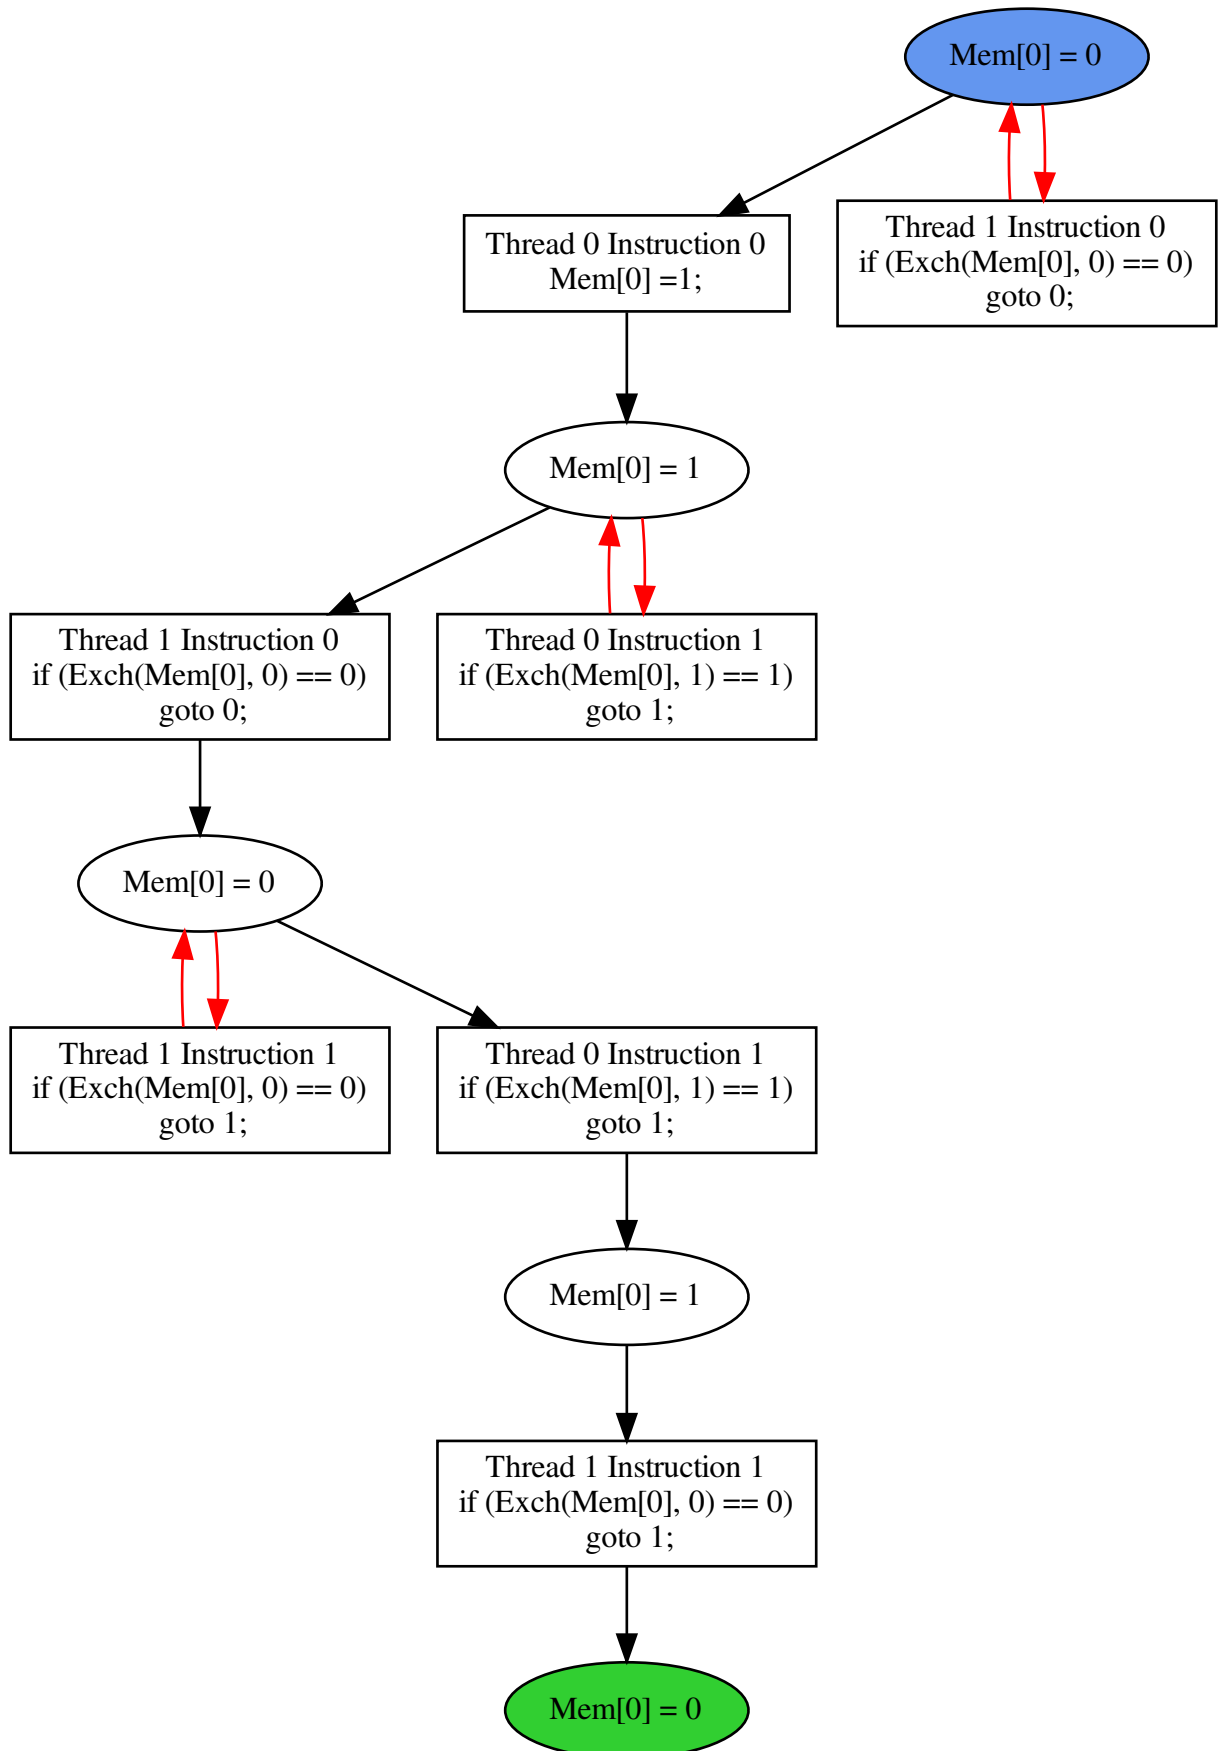 Mem[0] = 0
Thread 0 Instruction 0
Mem[0] =1;
Thread 1 Instruction 0
if (Exch(Mem[0], 0) == 0)
goto 0;
Mem[0] = 1
Thread 1 Instruction 0
if (Exch(Mem[0], 0) == 0)
goto 0;
Thread 0 Instruction 1
if (Exch(Mem[0], 1) == 1)
goto 1;
Mem[0] = 0
Thread 1 Instruction 1
if (Exch(Mem[0], 0) == 0)
goto 1;
Thread 0 Instruction 1
if (Exch(Mem[0], 1) == 1)
goto 1;
Mem[0] = 1
Thread 1 Instruction 1
if (Exch(Mem[0], 0) == 0)
goto 1;
Mem[0] = 0